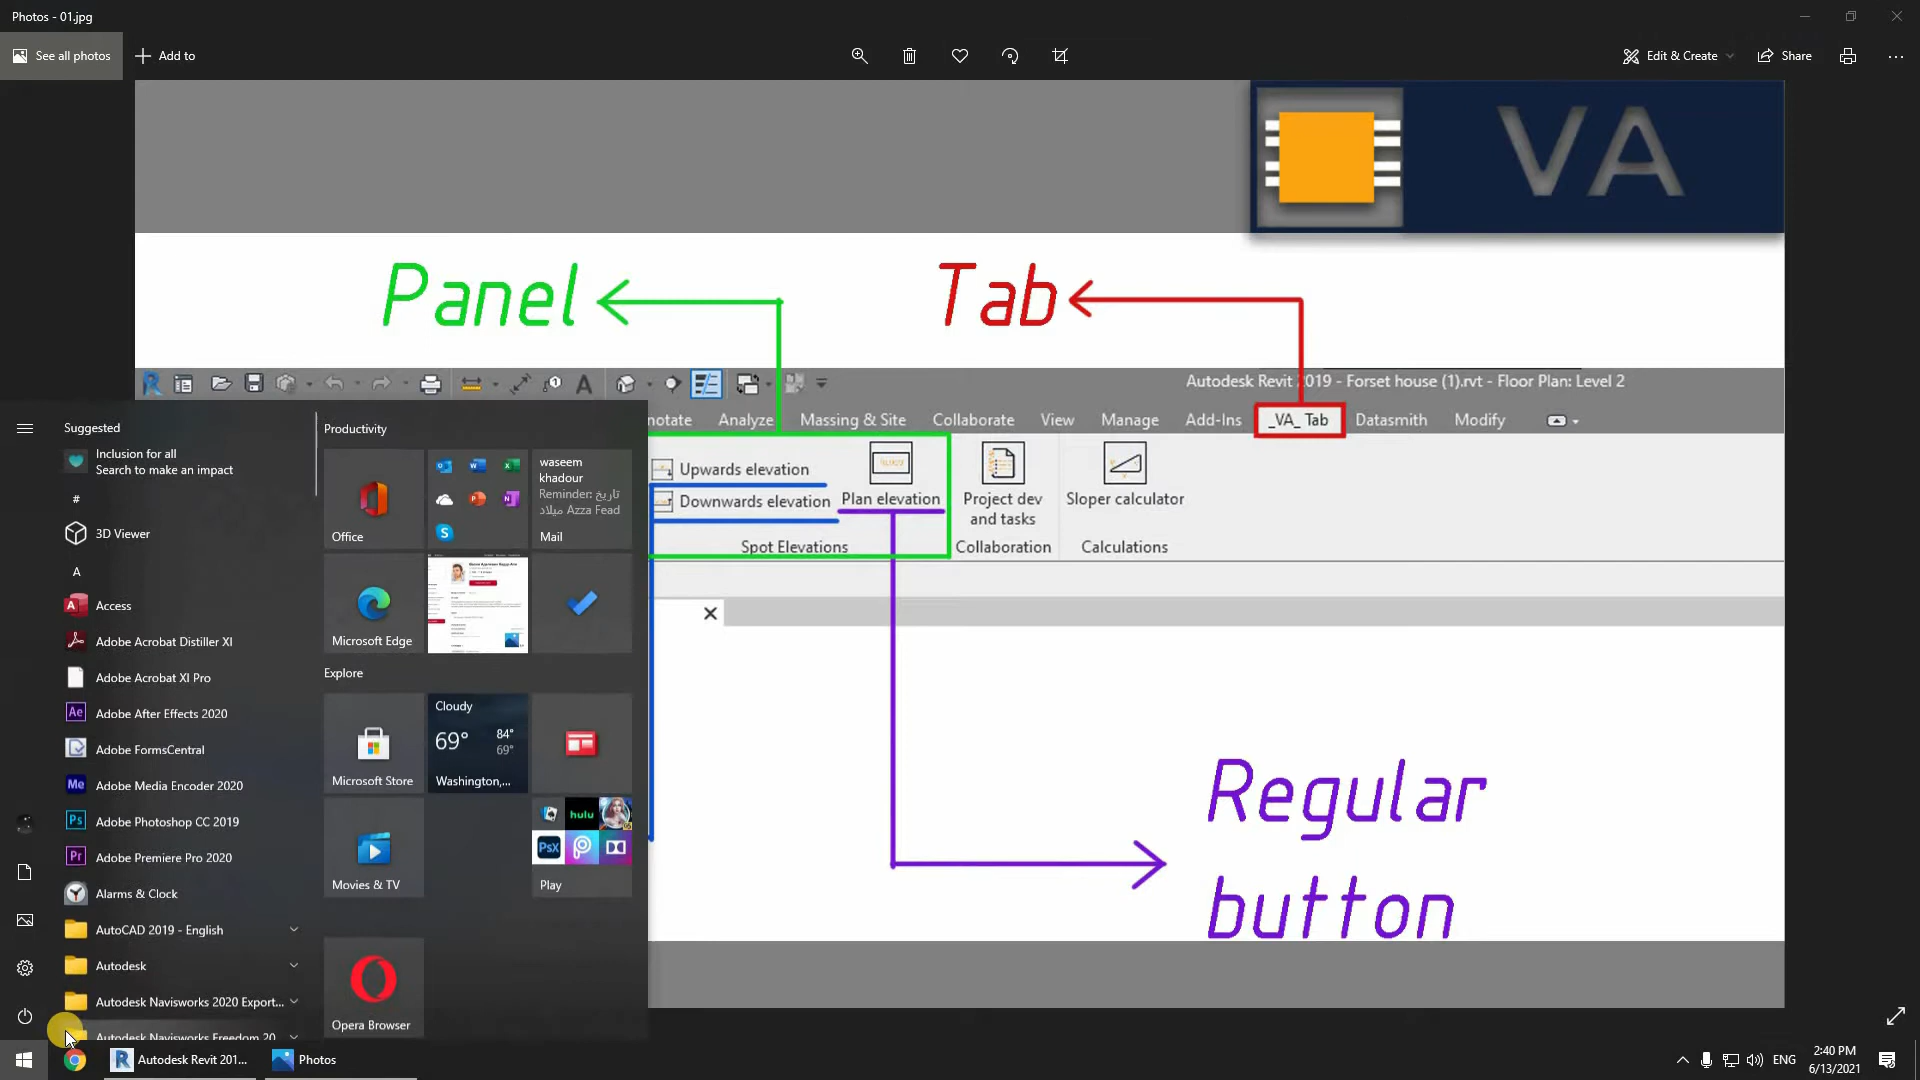 Photos - 01.jpg
See all photos
Add to
Edit & Create
Share
VA
Panel
Tab
Autodesk Revit 2019 - Forset house (1).rvt - Floor Plan: Level 2
notate
Analyze
Massing & Site
Collaborate
View
Manage
Add-Ins
_VA_ Tab
Datasmith
Modify
Upwards elevation
Downwards elevation
Plan elevation
Spot Elevations
Project dev
and tasks
Collaboration
Sloper calculator
Calculations
Regular
button
Suggested
Inclusion for all
Search to make an impact
#
3D Viewer
A
Access
Adobe Acrobat Distiller XI
Adobe Acrobat XI Pro
Adobe After Effects 2020
Adobe FormsCentral
Adobe Media Encoder 2020
Adobe Photoshop CC 2019
Adobe Premiere Pro 2020
Alarms & Clock
AutoCAD 2019 - English
Autodesk
Autodesk Navisworks 2020 Export...
Autodesk Navisworks Freedom 20
Productivity
Office
waseem
khadour
Reminder: تاريخ
ميلاد Azza Fead
Mail
Microsoft Edge
Explore
Microsoft Store
Cloudy
69° 84°
69°
Washington,...
Movies & TV
hulu
PsX
Play
Opera Browser
Autodesk Revit 201...
Photos
ENG
2:40 PM
6/13/2021